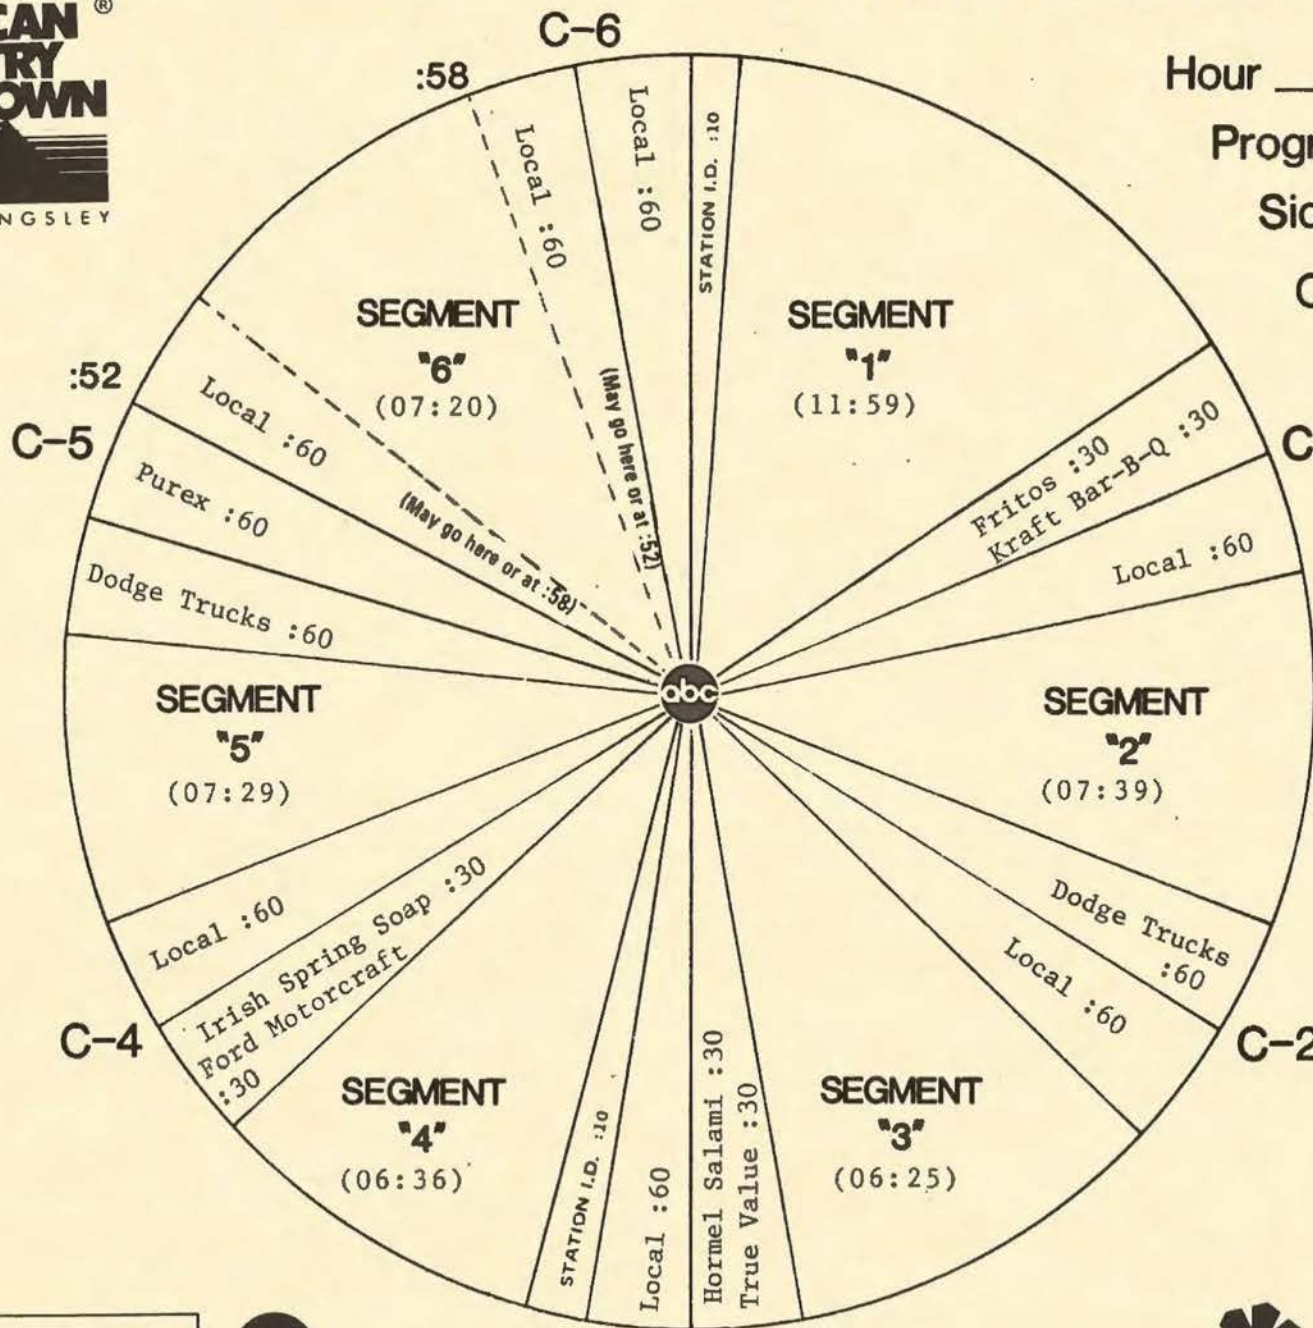 C-6
:58
Hour
SEGMENT
"1"
(11:59)
STATION I.D. :10
Fritos :30
Kraft Bar-B-Q :30
Local :60
SEGMENT
"2"
(07:39)
Dodge Trucks
:60
Local :60
C-2
SEGMENT
"3"
(06:25)
Hormel Salami :30
True Value :30
Local :60
STATION I.D. :10
SEGMENT
"4"
(06:36)
Irish Spring Soap :30
Ford Motorcraft
:30
Local :60
C-4
SEGMENT
"5"
(07:29)
Dodge Trucks :60
Purex :60
C-5
:52
Local :60
(May go here or at :58)
SEGMENT
"6"
(07:20)
Local :60
(May go here or at :52)
Local :60
abc